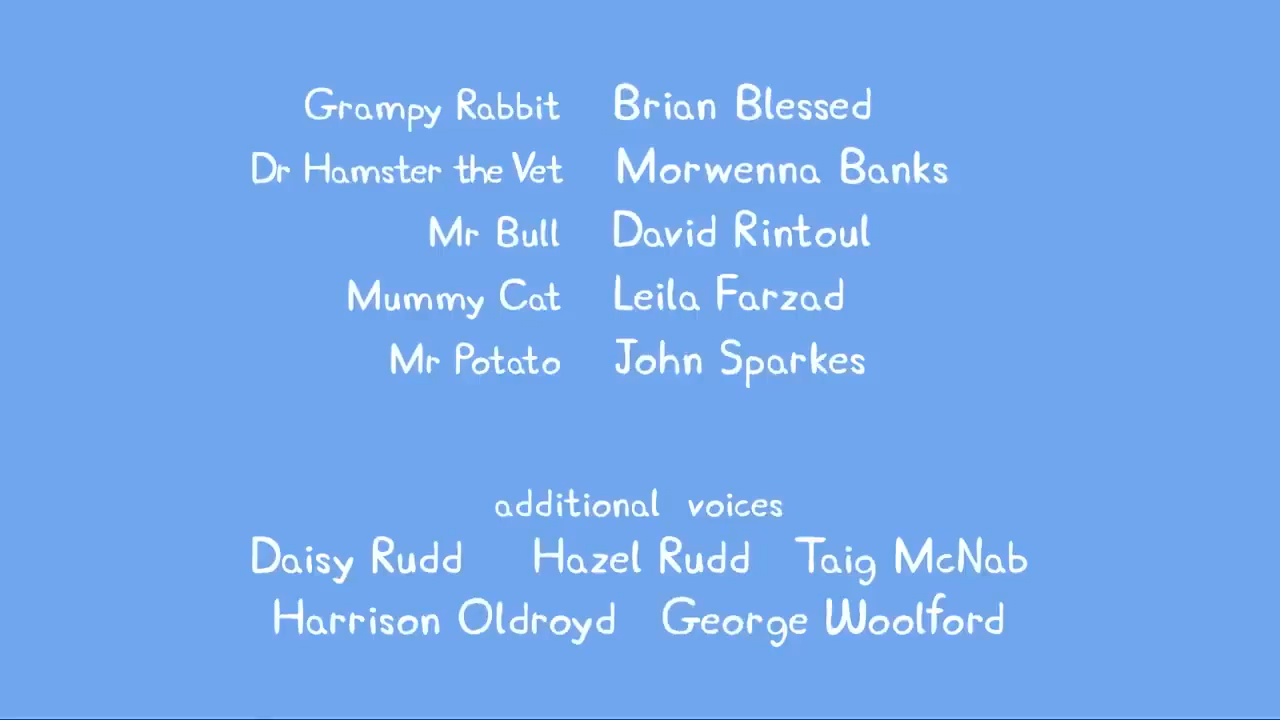 Grampy Rabbit Brian Blessed
Dr Hamster the Vet Morwenna Banks
Mr Bull David Rintoul
Mummy Cat Leila Farzad
Mr Potato John Sparkes
additional voices
Daisy Rudd Hazel Rudd Taig McNab
Harrison Oldroyd George Woolford